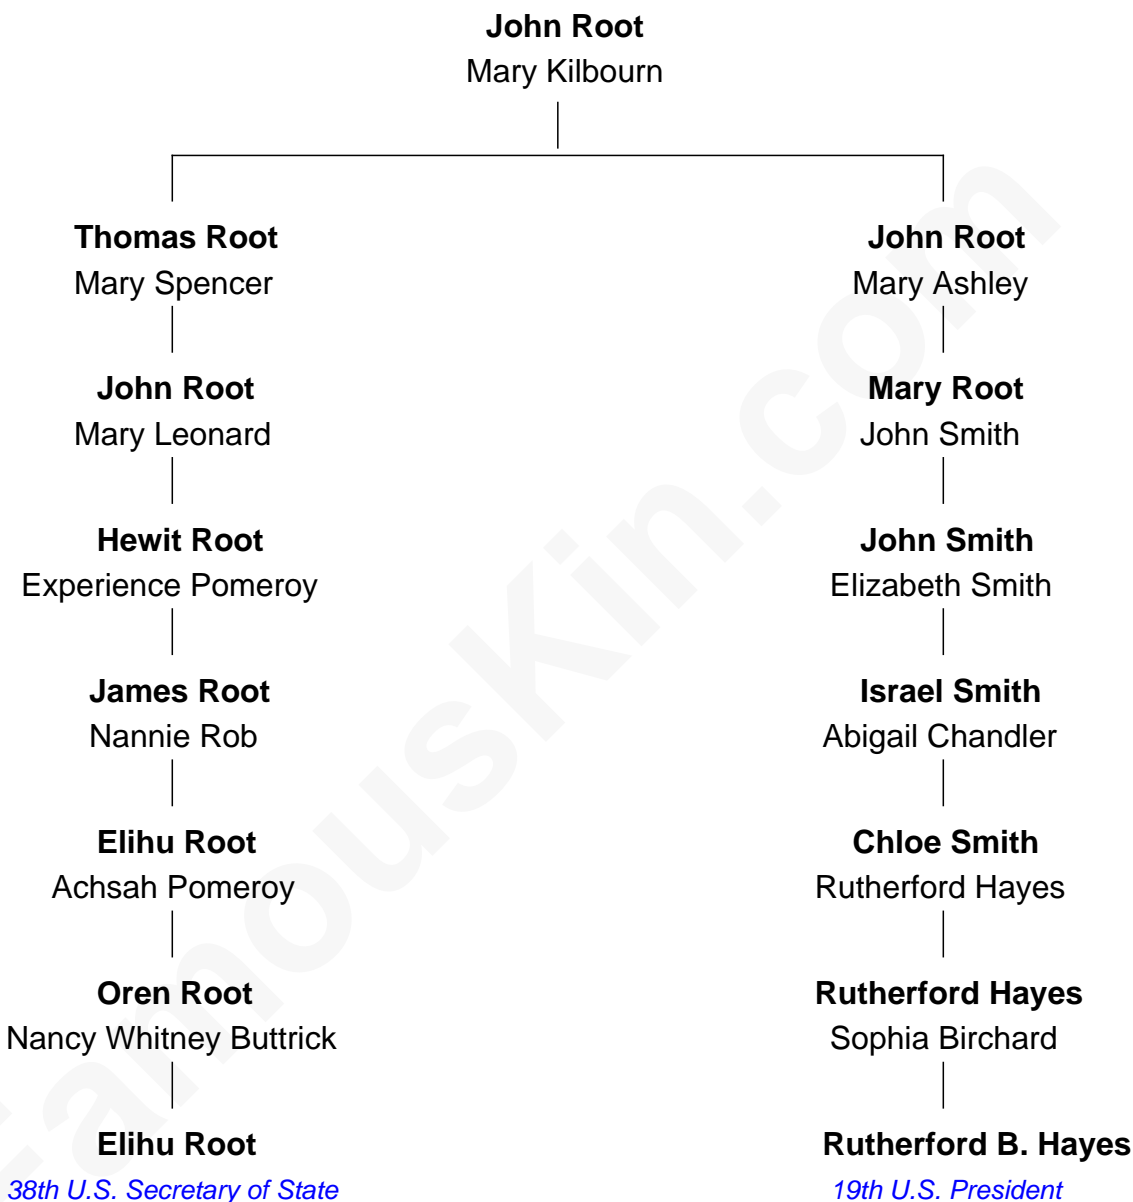 John Root
Mary Kilbourn
Thomas Root
Mary Spencer
John Root
Mary Ashley
John Root
Mary Leonard
Mary Root
John Smith
Hewit Root
Experience Pomeroy
John Smith
Elizabeth Smith
James Root
Nannie Rob
Israel Smith
Abigail Chandler
Elihu Root
Achsah Pomeroy
Chloe Smith
Rutherford Hayes
Oren Root
Nancy Whitney Buttrick
Rutherford Hayes
Sophia Birchard
Elihu Root
38th U.S. Secretary of State
Rutherford B. Hayes
19th U.S. President
FamousKin.com